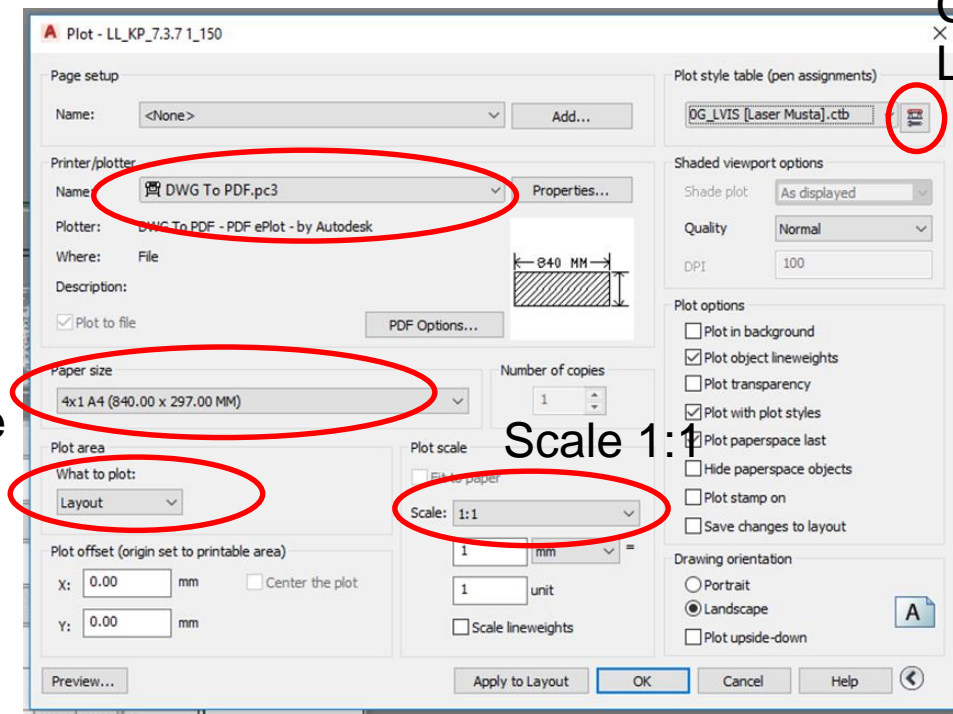 Plot - LL_KP_7.3.7 1_150
Page setup
Name: <None> Add...
Plot style table (pen assignments)
0G_LVIS [Laser Musta].ctb
Printer/plotter
Name: DWG To PDF.pc3 Properties...
Plotter: DWG To PDF - PDF ePlot - by Autodesk
Where: File
Description:
Plot to file
PDF Options...
840 MM
Shaded viewport options
Shade plot As displayed
Quality Normal
DPI 100
Paper size
4x1 A4 (840.00 x 297.00 MM)
Number of copies
1
Plot options
Plot in background
Plot object lineweights
Plot transparency
Plot with plot styles
Plot paperspace last
Hide paperspace objects
Plot stamp on
Save changes to layout
e
Plot area
What to plot:
Layout
Scale 1:1
Plot scale
Fit to paper
Scale: 1:1
1 mm =
1 unit
Scale lineweights
Plot offset (origin set to printable area)
X: 0.00 mm Center the plot
Y: 0.00 mm
Drawing orientation
Portrait
Landscape
Plot upside-down
A
Preview... Apply to Layout OK Cancel Help